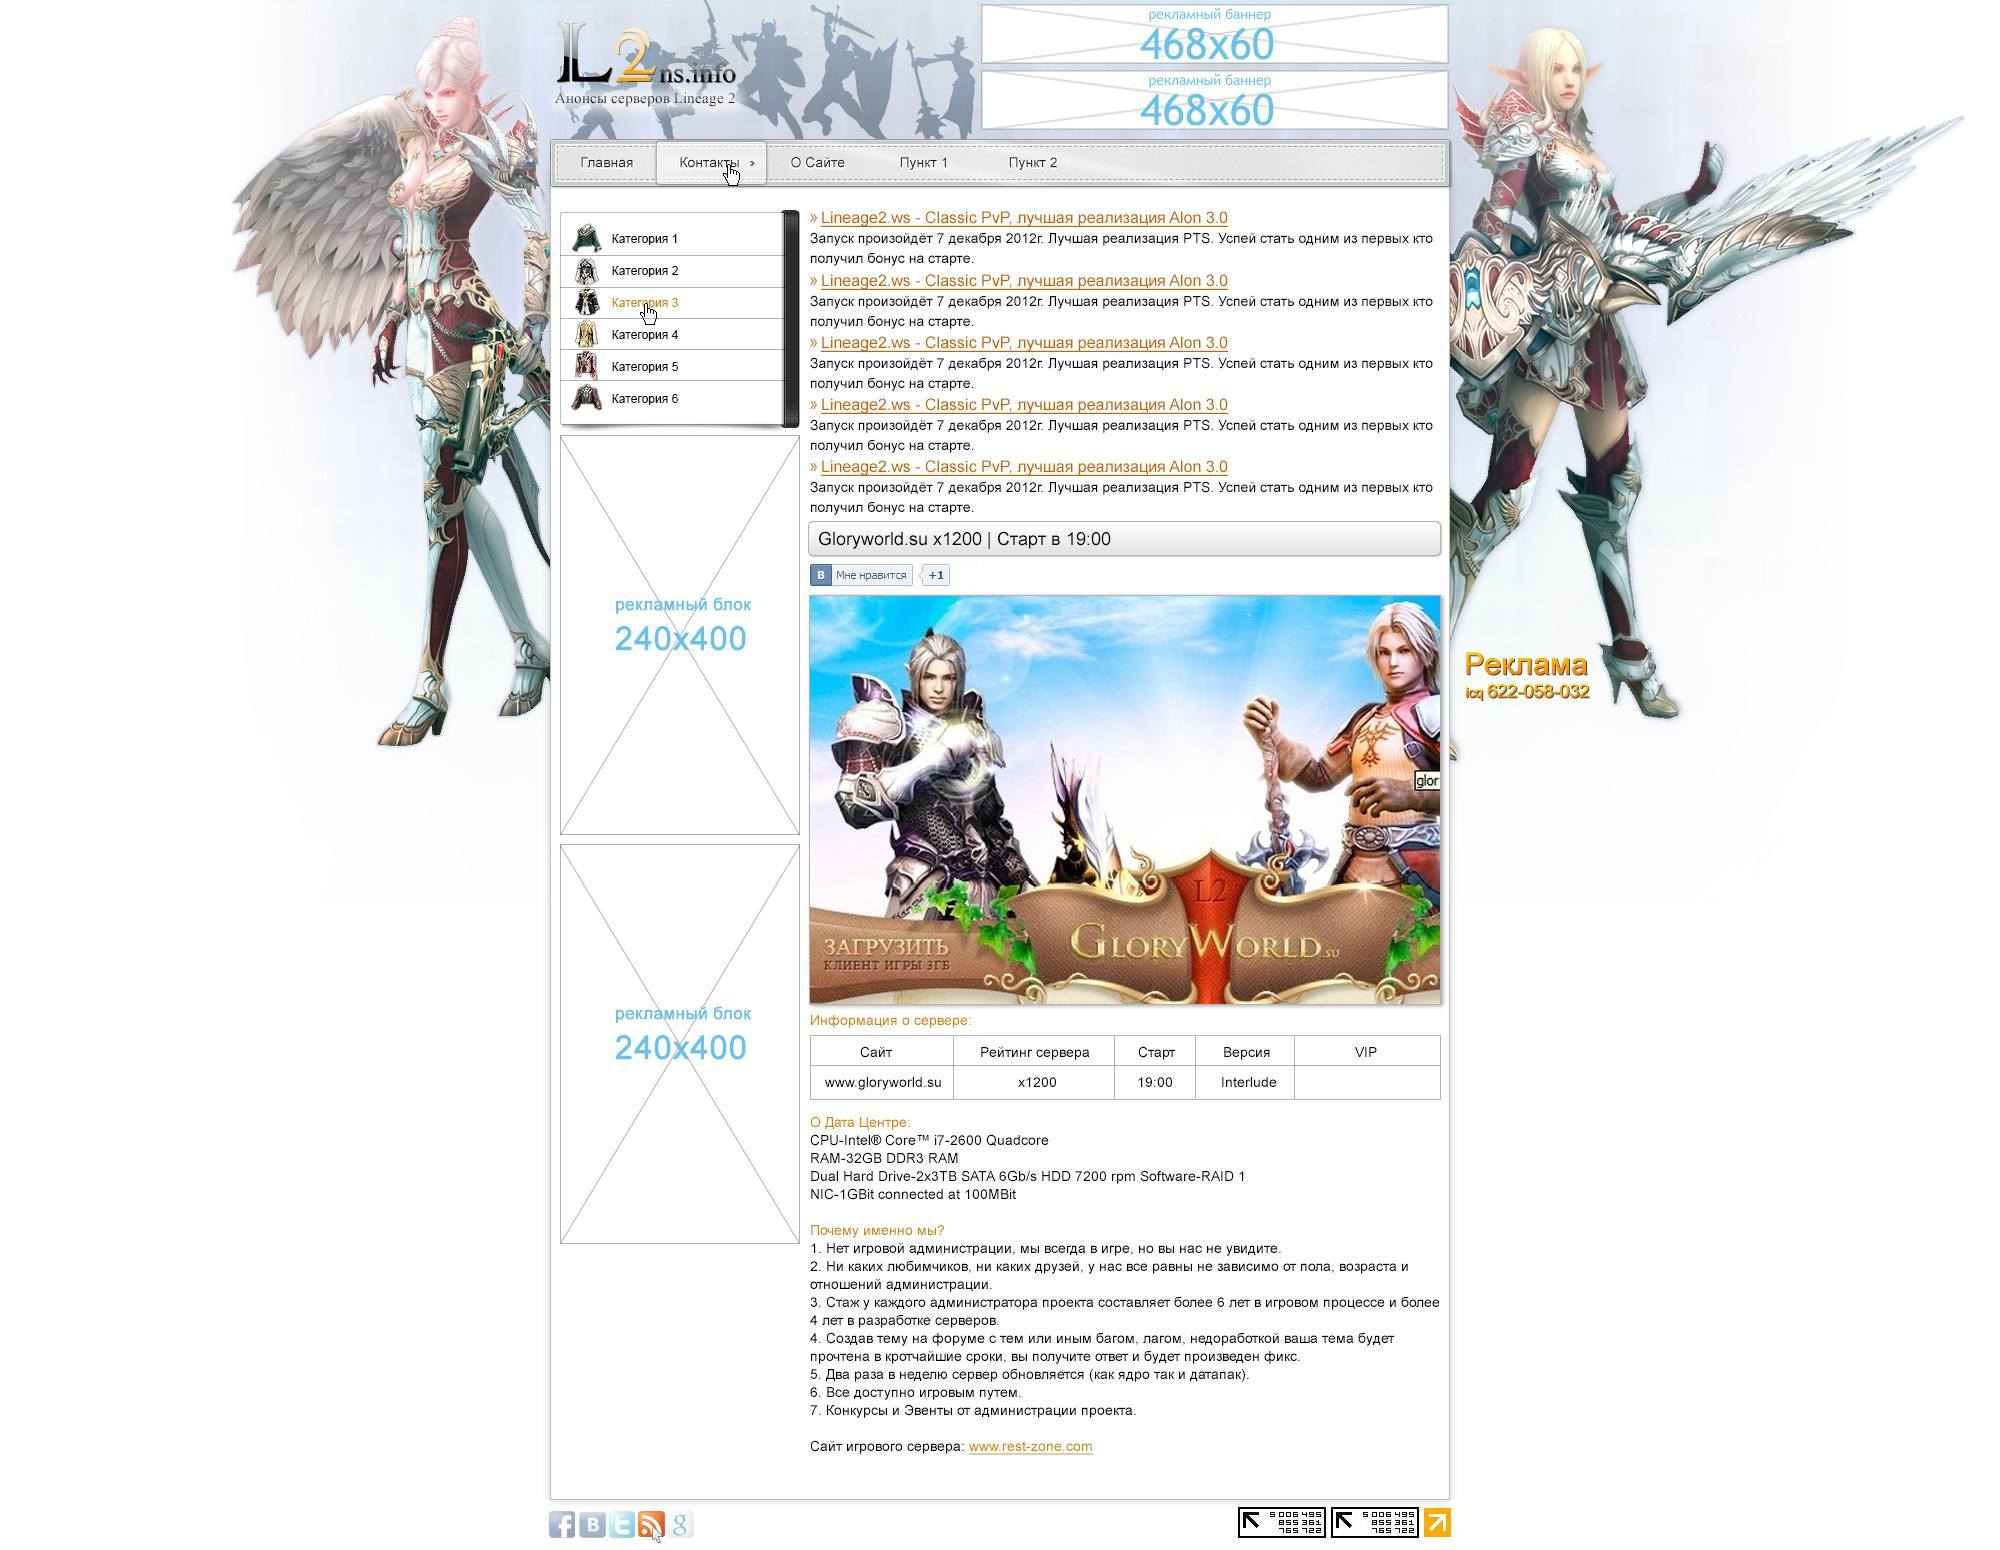 L2ns.info
Анонсы серверов Lineage 2
рекламный баннер
468x60
рекламный баннер
468x60
Главная
Контакты »
О Сайте
Пункт 1
Пункт 2
Категория 1
Категория 2
Категория 3
Категория 4
Категория 5
Категория 6
рекламный блок
240x400
рекламный блок
240x400
» Lineage2.ws - Classic PvP, лучшая реализация Alon 3.0
Запуск произойдёт 7 декабря 2012г. Лучшая реализация PTS. Успей стать одним из первых кто
получил бонус на старте.
» Lineage2.ws - Classic PvP, лучшая реализация Alon 3.0
Запуск произойдёт 7 декабря 2012г. Лучшая реализация PTS. Успей стать одним из первых кто
получил бонус на старте.
» Lineage2.ws - Classic PvP, лучшая реализация Alon 3.0
Запуск произойдёт 7 декабря 2012г. Лучшая реализация PTS. Успей стать одним из первых кто
получил бонус на старте.
» Lineage2.ws - Classic PvP, лучшая реализация Alon 3.0
Запуск произойдёт 7 декабря 2012г. Лучшая реализация PTS. Успей стать одним из первых кто
получил бонус на старте.
» Lineage2.ws - Classic PvP, лучшая реализация Alon 3.0
Запуск произойдёт 7 декабря 2012г. Лучшая реализация PTS. Успей стать одним из первых кто
получил бонус на старте.
Gloryworld.su x1200 | Старт в 19:00
В Мне нравится +1
glor
L2
GLORYWORLD.SU
ЗАГРУЗИТЬ
КЛИЕНТ ИГРЫ 3ГБ
Реклама
icq 622-058-032
Информация о сервере:
Сайт Рейтинг сервера Старт Версия VIP
www.gloryworld.su x1200 19:00 Interlude
О Дата Центре:
CPU-Intel® Core™ i7-2600 Quadcore
RAM-32GB DDR3 RAM
Dual Hard Drive-2x3TB SATA 6Gb/s HDD 7200 rpm Software-RAID 1
NIC-1GBit connected at 100MBit
Почему именно мы?
1. Нет игровой администрации, мы всегда в игре, но вы нас не увидите.
2. Ни каких любимчиков, ни каких друзей, у нас все равны не зависимо от пола, возраста и
отношений администрации.
3. Стаж у каждого администратора проекта составляет более 6 лет в игровом процессе и более
4 лет в разработке серверов.
4. Создав тему на форуме с тем или иным багом, лагом, недоработкой ваша тема будет
прочтена в кротчайшие сроки, вы получите ответ и будет произведен фикс.
5. Два раза в неделю сервер обновляется (как ядро так и датапак).
6. Все доступно игровым путем.
7. Конкурсы и Эвенты от администрации проекта.
Сайт игрового сервера: www.rest-zone.com
f B t g
5 006 495
855 361
765 722
5 006 495
855 361
765 722